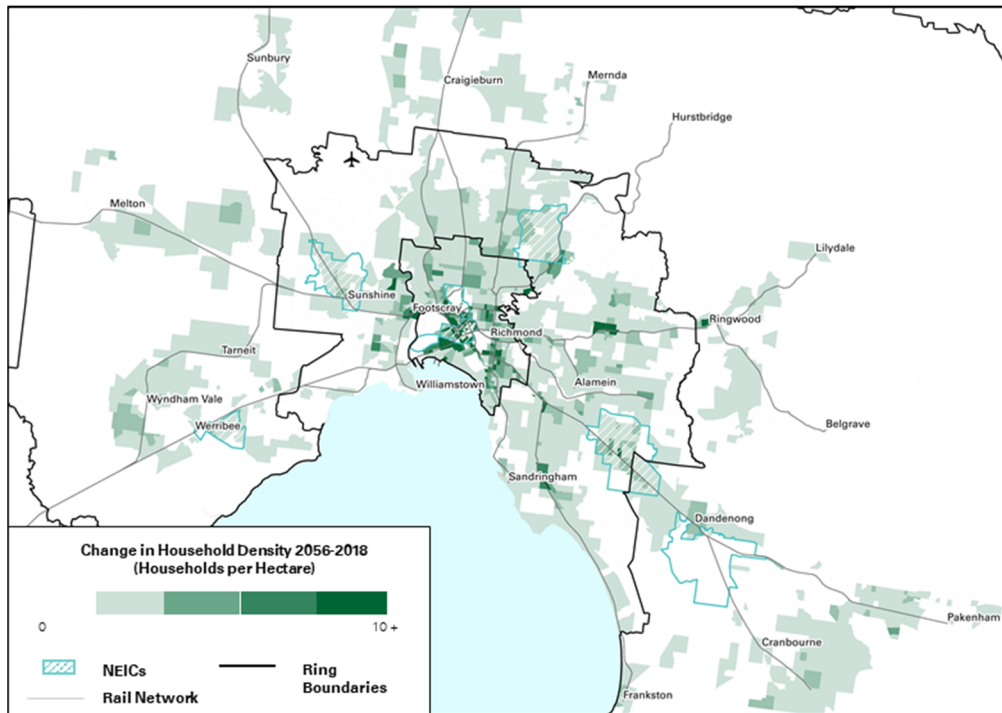 Sunbury
Craigieburn
Mernda
Hurstbridge
Melton
Lilydale
Sunshine
Footscray
Ringwood
Richmond
Tarneit
Williamstown
Alamein
Wyndham Vale
Werribee
Belgrave
Sandringham
Dandenong
Pakenham
Cranbourne
Frankston
Change in Household Density 2056-2018
(Households per Hectare)
0
10 +
NEICs
Ring
Boundaries
Rail Network